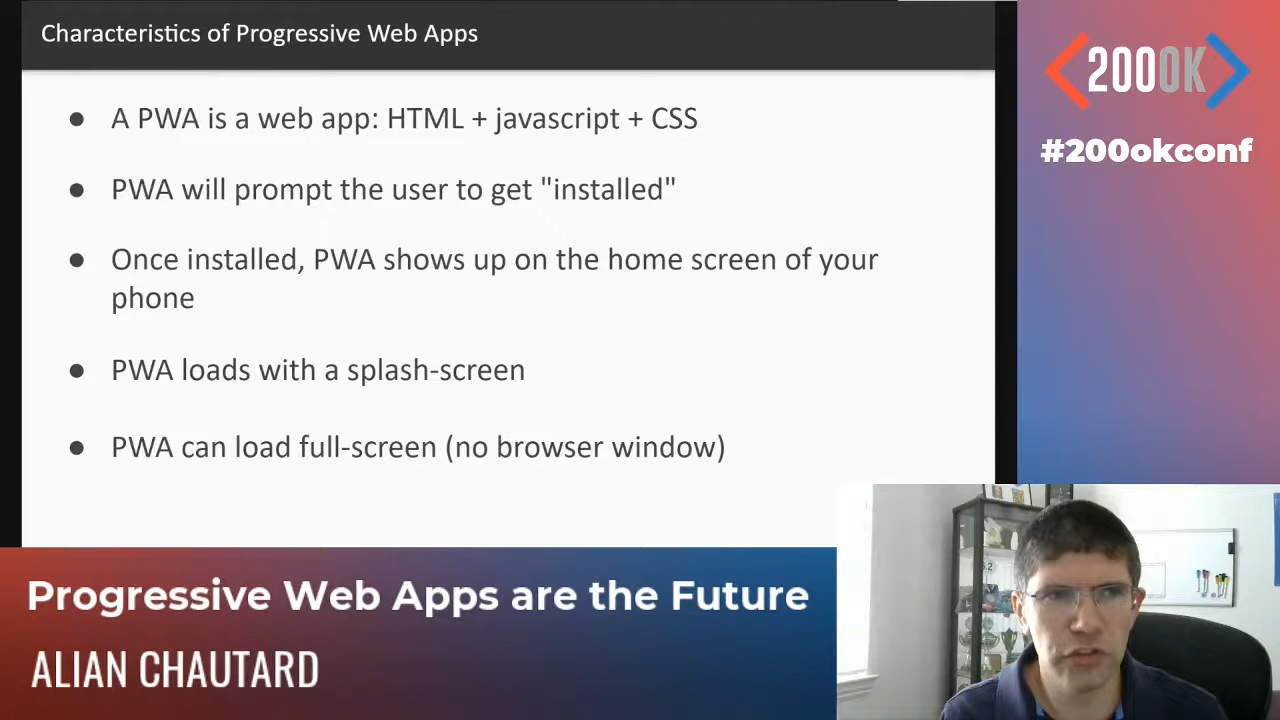 Characteristics of Progressive Web Apps
● A PWA is a web app: HTML + javascript + CSS
● PWA will prompt the user to get "installed"
● Once installed, PWA shows up on the home screen of your
phone
● PWA loads with a splash-screen
● PWA can load full-screen (no browser window)
<200OK>
#200okconf
Progressive Web Apps are the Future
ALIAN CHAUTARD